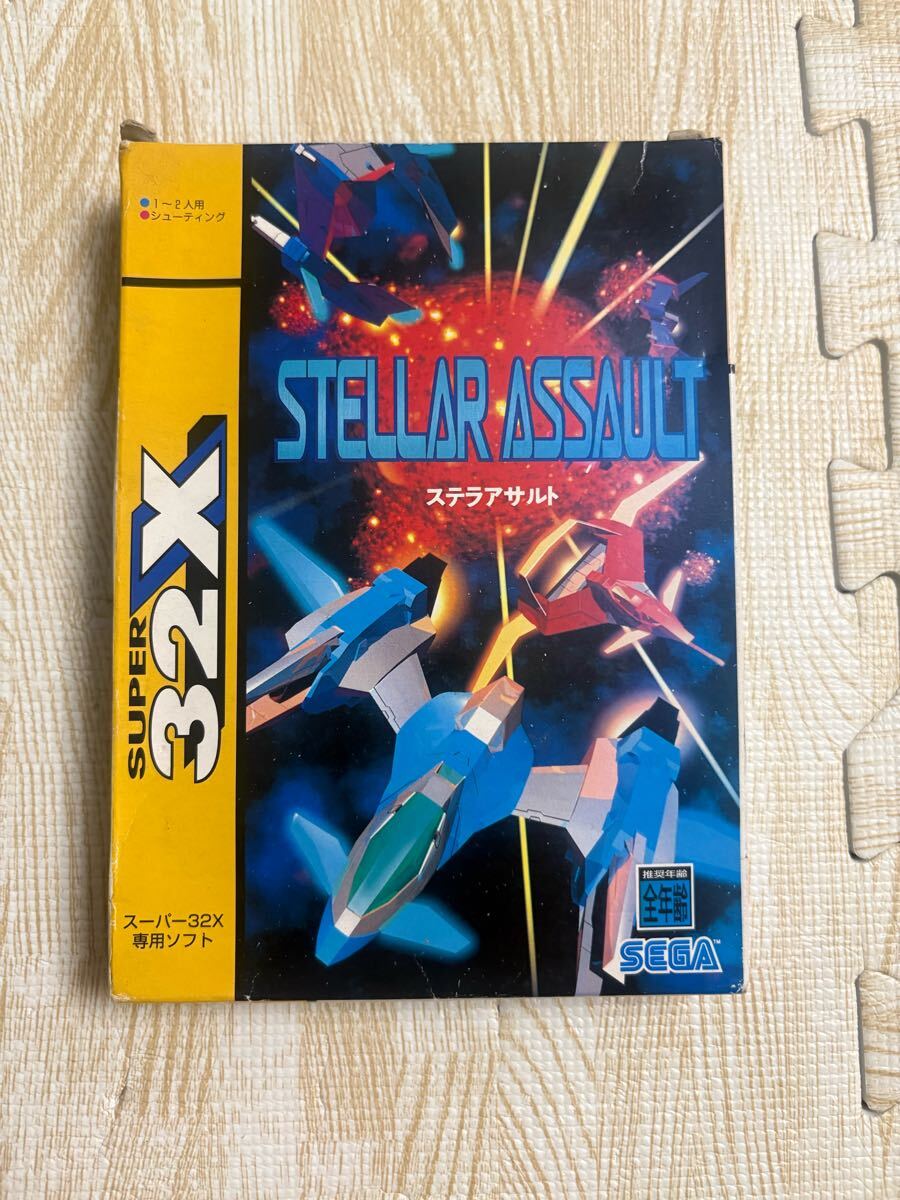 ●1～2人用
●シューティング
STELLAR ASSAULT
ステラアサルト
SUPER
32X
スーパー32X
専用ソフト
推奨年齢
全年齢
SEGA™